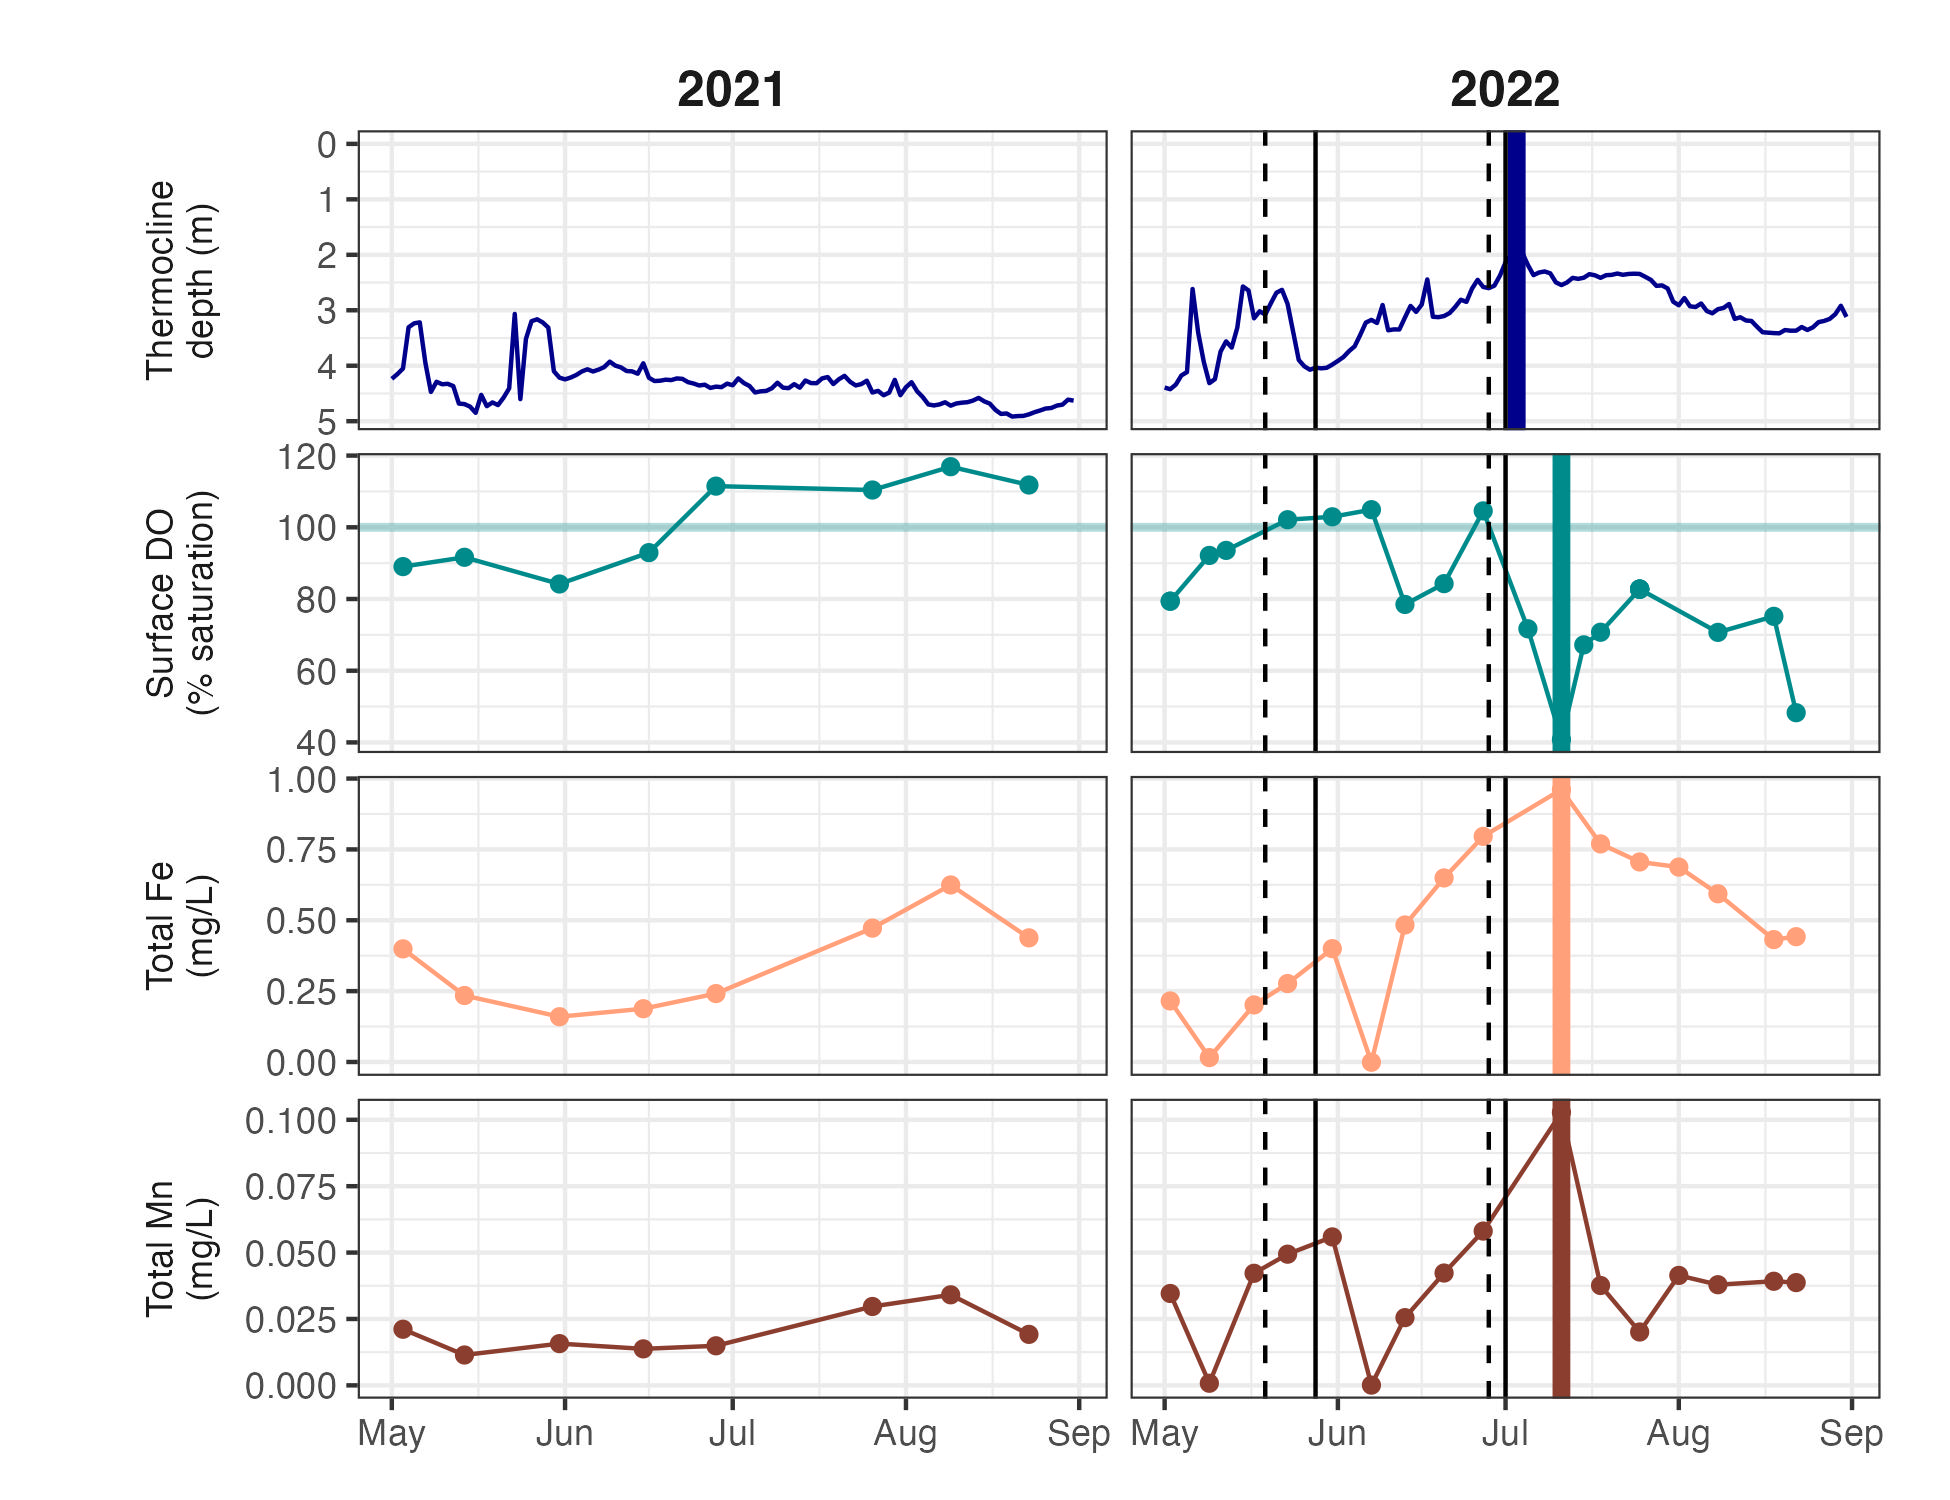 2021
2022
Thermocline
depth (m)
0
1
2
3
4
5
Surface DO
(% saturation)
120
100
80
60
40
Total Fe
(mg/L)
1.00
0.75
0.50
0.25
0.00
Total Mn
(mg/L)
0.100
0.075
0.050
0.025
0.000
May Jun Jul Aug Sep
May Jun Jul Aug Sep